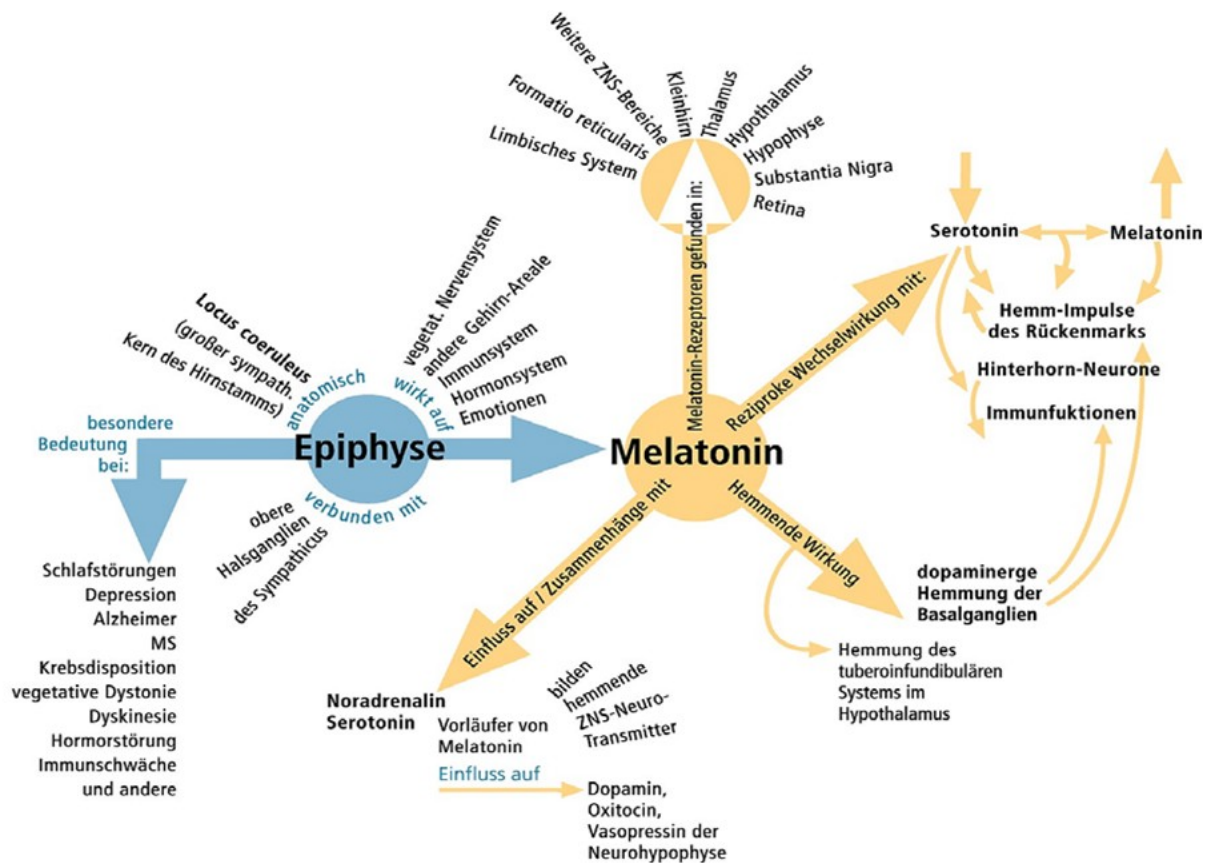 Weitere ZNS-Bereiche
Formatio reticularis
Limbisches System
Kleinhirn
Thalamus
Hypothalamus
Hypophyse
Substantia Nigra
Retina
Melatonin-Rezeptoren gefunden in:
Locus coeruleus
(großer sympath.
Kern des Hirnstamms)
anatomisch
wirkt auf
vegetat. Nervensystem
andere Gehirn-Areale
Immunsystem
Hormonsystem
Emotionen
besondere
Bedeutung
bei:
Epiphyse
verbunden mit
obere
Halsganglien
des Sympathicus
Schlafstörungen
Depression
Alzheimer
MS
Krebsdisposition
vegetative Dystonie
Dyskinesie
Hormorstörung
Immunschwäche
und andere
Melatonin
Reziproke Wechselwirkung mit:
Serotonin
Melatonin
Hemm-Impulse
des Rückenmarks
Hinterhorn-Neurone
Immunfuktionen
Hemmende Wirkung
dopaminerge
Hemmung der
Basalganglien
Hemmung des
tuberoinfundibulären
Systems im
Hypothalamus
Einfluss auf / Zusammenhänge mit
Noradrenalin
Serotonin
Vorläufer von
Melatonin
bilden
hemmende
ZNS-Neuro-
Transmitter
Einfluss auf
Dopamin,
Oxitocin,
Vasopressin der
Neurohypophyse